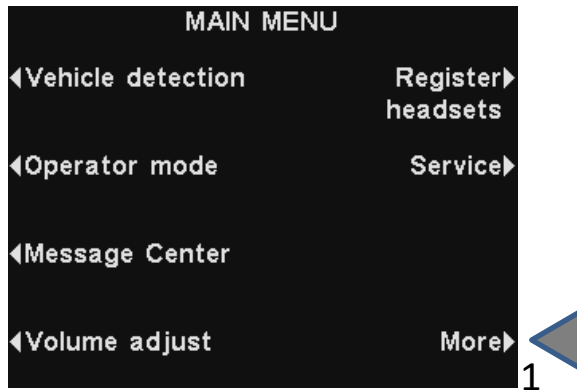 MAIN MENU
Vehicle detection
Register
headsets
Operator mode
Service
Message Center
Volume adjust
More
1